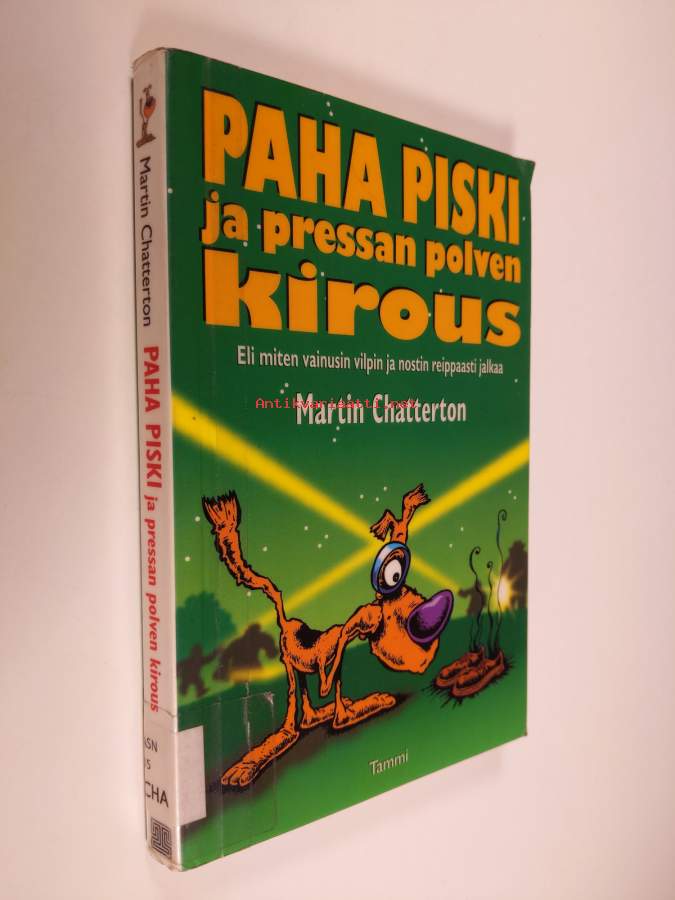 PAHA PISKI
ja pressan polven
kirous
Eli miten vainusin vilpin ja nostin reippaasti jalkaa
Antikvariaatti.net
Martin Chatterton
Tammi
Martin Chatterton PAHA PISKI ja pressan polven kirous
ASN
CHA